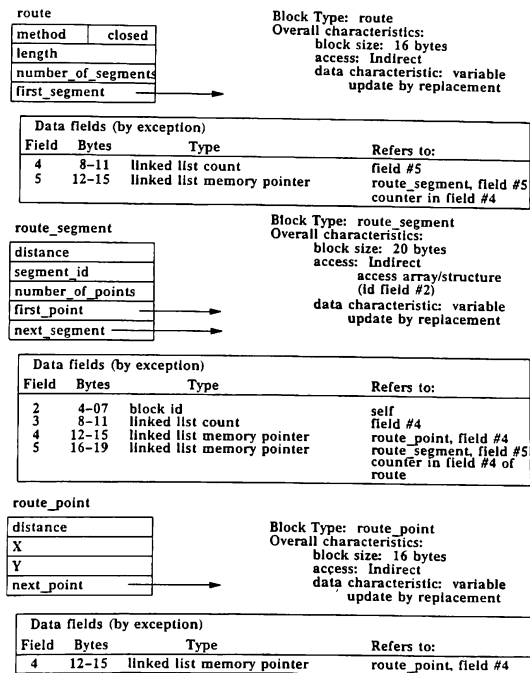 route
method closed
length
number_of_segments
first_segment
Block Type: route
Overall characteristics:
block size: 16 bytes
access: Indirect
data characteristic: variable
update by replacement
Data fields (by exception)
Field Bytes Type Refers to:
4 8-11 linked list count field #5
5 12-15 linked list memory pointer route_segment, field #5
counter in field #4
route_segment
distance
segment_id
number_of_points
first_point
next_segment
Block Type: route_segment
Overall characteristics:
block size: 20 bytes
access: Indirect
access array/structure
(id field #2)
data characteristic: variable
update by replacement
Data fields (by exception)
Field Bytes Type Refers to:
2 4-07 block id self
3 8-11 linked list count field #4
4 12-15 linked list memory pointer route_point, field #4
5 16-19 linked list memory pointer route_segment, field #5
counter in field #4 of
route
route_point
distance
X
Y
next_point
Block Type: route_point
Overall characteristics:
block size: 16 bytes
access: Indirect
data characteristic: variable
update by replacement
Data fields (by exception)
Field Bytes Type Refers to:
4 12-15 linked list memory pointer route_point, field #4